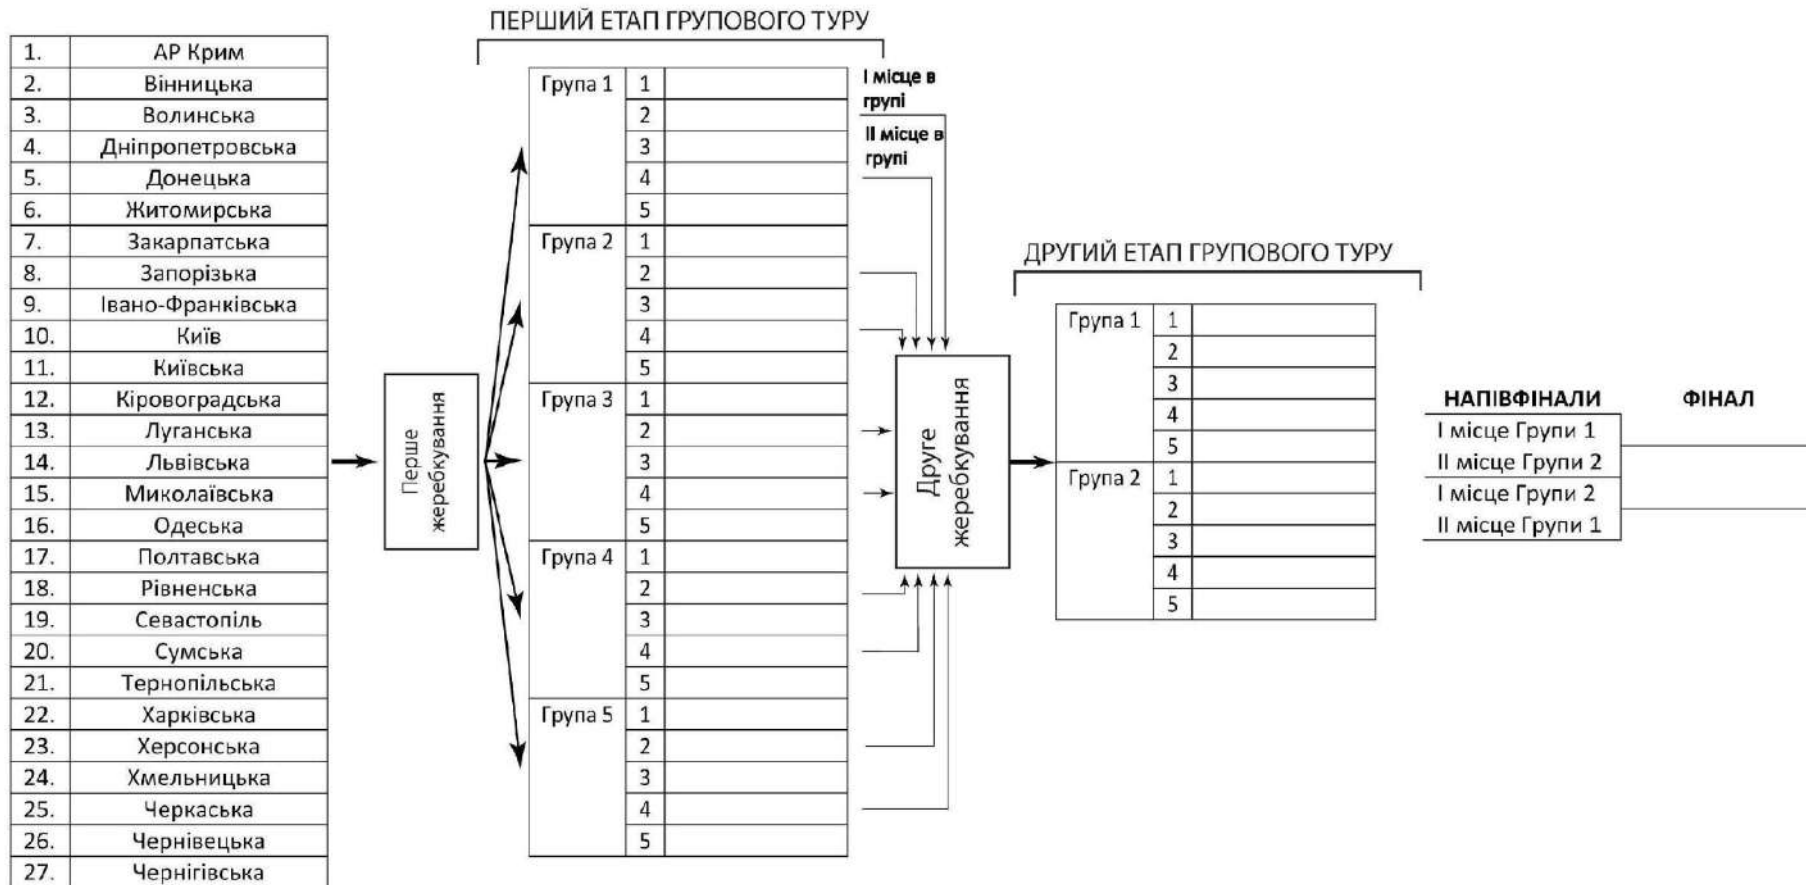 ПЕРШИЙ ЕТАП ГРУПОВОГО ТУРУ
1. АР Крим
2. Вінницька
3. Волинська
4. Дніпропетровська
5. Донецька
6. Житомирська
7. Закарпатська
8. Запорізька
9. Івано-Франківська
10. Київ
11. Київська
12. Кіровоградська
13. Луганська
14. Львівська
15. Миколаївська
16. Одеська
17. Полтавська
18. Рівненська
19. Севастопіль
20. Сумська
21. Тернопільська
22. Харківська
23. Херсонська
24. Хмельницька
25. Черкаська
26. Чернівецька
27. Чернігівська
Перше
жеребкування
Група 1 1
2
3
4
5
Група 2 1
2
3
4
5
Група 3 1
2
3
4
5
Група 4 1
2
3
4
5
Група 5 1
2
3
4
5
І місце в
групі
ІІ місце в
групі
Друге
жеребкування
ДРУГИЙ ЕТАП ГРУПОВОГО ТУРУ
Група 1 1
2
3
4
5
Група 2 1
2
3
4
5
НАПІВФІНАЛИ
І місце Групи 1
ІІ місце Групи 2
І місце Групи 2
ІІ місце Групи 1
ФІНАЛ